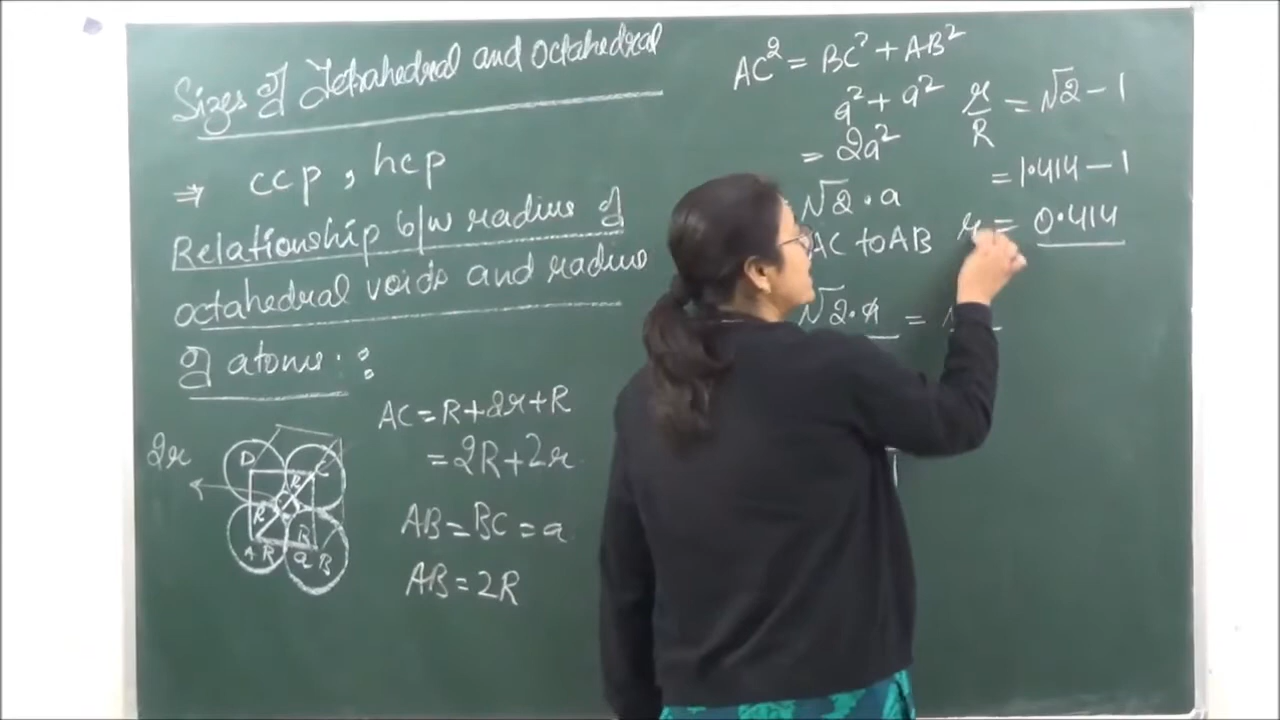 Sizes of Tetrahedral and Octahedral
⇒ ccp, hcp
Relationship b/w radius of
octahedral voids and radius
of atoms:
2r
D C
R
R
A R a B B
AC = R+2r+R
= 2R+2r
AB = BC = a
AB = 2R
AC² = BC² + AB²
a² + a²
= 2a²
√2·a
AC to AB
√2·a =
r/R = √2 - 1
= 1.414 - 1
= 0.414